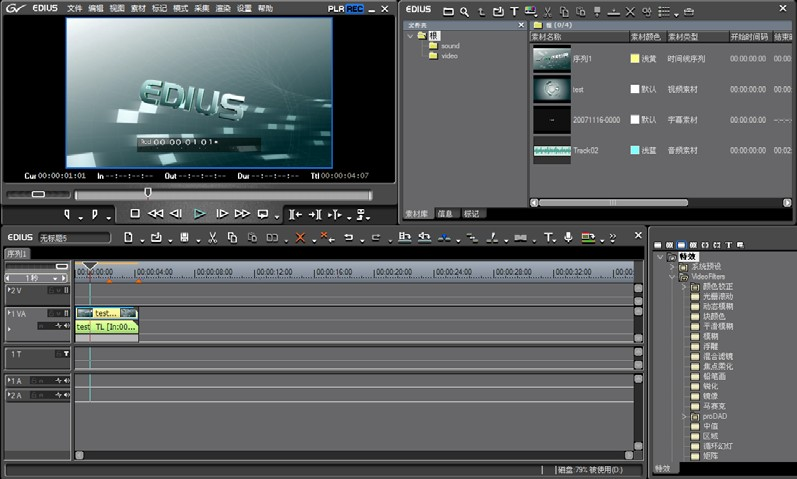 EDIUS 文件 编辑 视图 素材 标记 模式 采集 渲染 设置 帮助 PLR REC
EDIUS
00:00:01:01
Cur 00:00:01:01 In --:--:--:-- Out --:--:--:-- Dur --:--:--:-- Ttl 00:00:04:07
EDIUS
文件夹
根
sound
video
根 (0/4)
素材名称 素材颜色 素材类型 开始时间码 结束
序列1 浅黄 时间线序列 00:00:00:00 00:00
test 默认 视频素材 00:00:00:00 00:00
20071116-0000 默认 字幕素材 --:--:--
Track02 浅蓝 音频素材 00:00:00:00 00:02
素材库 信息 标记
EDIUS 无标题5
序列1
1秒
00:00:00:00 00:00:04:00 00:00:08:00 00:00:12:00 00:00:16:00 00:00:20:00 00:00:24:00 00:00:28:00 00:00:32:00 00:00
2 V
1 VA
test...
test TL [In:00...
1 T
1 A
2 A
磁盘 79% 被使用(D:)
特效
系统预设
VideoFilters
颜色校正
光栅滚动
动态模糊
块颜色
平滑模糊
模糊
浮雕
混合滤镜
焦点柔化
铅笔画
锐化
镜像
马赛克
proDAD
中值
区域
循环幻灯
矩阵
特效